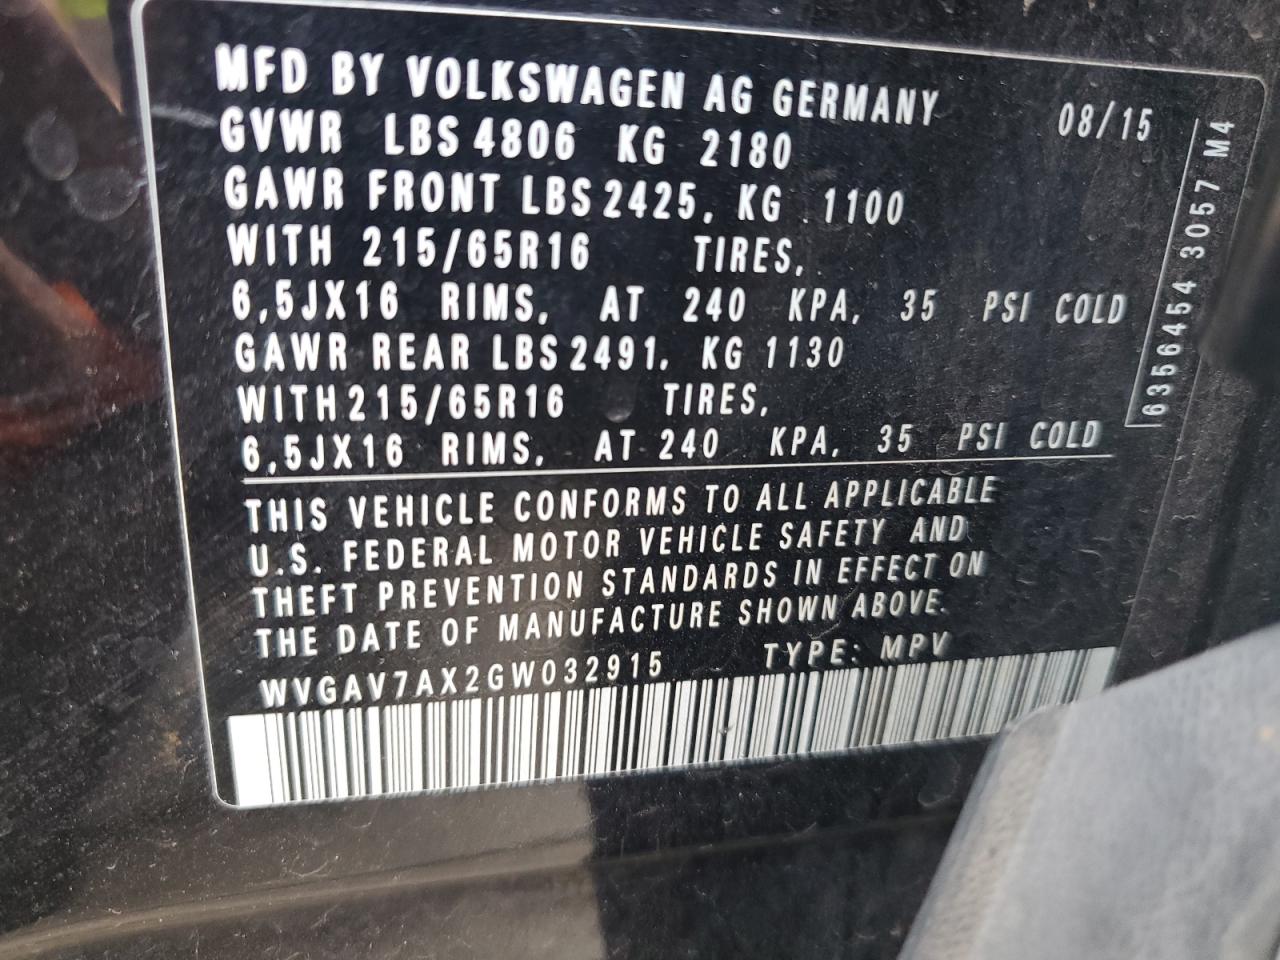 MFD BY VOLKSWAGEN AG GERMANY 08/15
GVWR LBS 4806 KG 2180
GAWR FRONT LBS 2425, KG 1100
WITH 215/65R16 TIRES,
6,5JX16 RIMS, AT 240 KPA, 35 PSI COLD
GAWR REAR LBS 2491, KG 1130
WITH 215/65R16 TIRES,
6,5JX16 RIMS, AT 240 KPA, 35 PSI COLD
THIS VEHICLE CONFORMS TO ALL APPLICABLE
U.S. FEDERAL MOTOR VEHICLE SAFETY AND
THEFT PREVENTION STANDARDS IN EFFECT ON
THE DATE OF MANUFACTURE SHOWN ABOVE.
WVGAV7AX2GW032915 TYPE: MPV
6356454 3057 M4